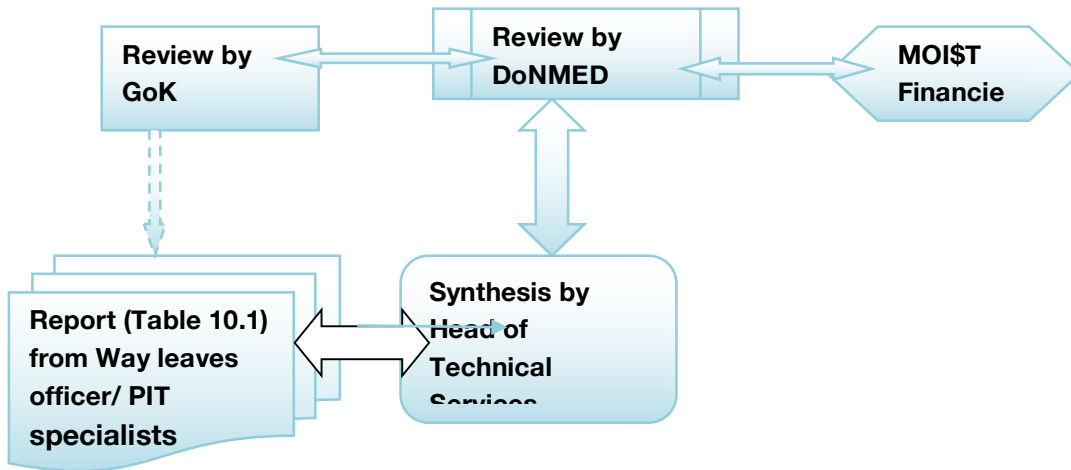 Review by
GoK
Review by
DoNMED
MOI$T
Financie
Report (Table 10.1)
from Way leaves
officer/ PIT
specialists
Synthesis by
Head of
Technical
Services